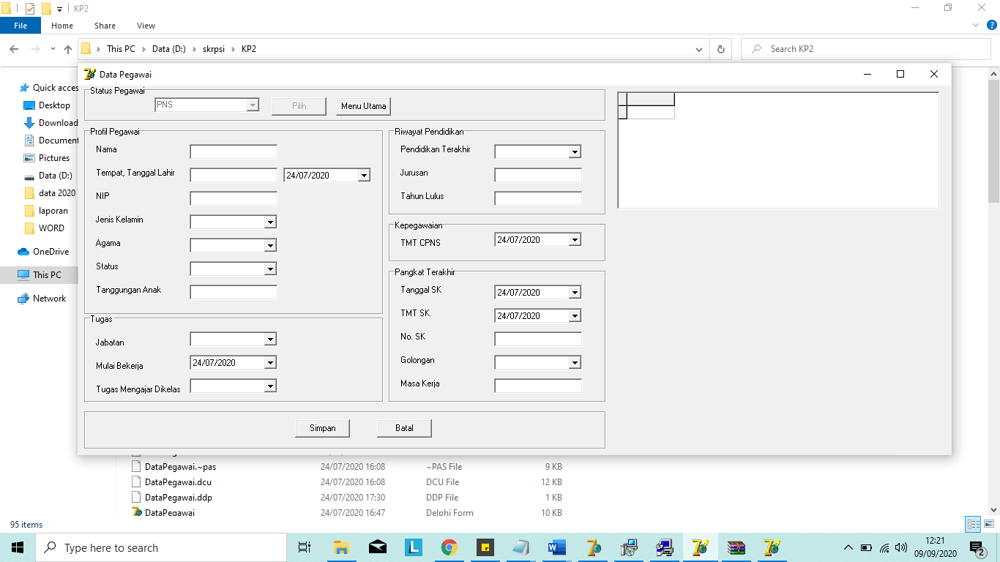 KP2
File Home Share View
This PC Data (D:) skrpsi KP2 Search KP2
Quick acces
Desktop
Download
Document
Pictures
Data (D:)
data 2020
laporan
WORD
OneDrive
This PC
Network
Data Pegawai
Status Pegawai
PNS Pilih Menu Utama
Profil Pegawai
Nama
Tempat, Tanggal Lahir 24/07/2020
NIP
Jenis Kelamin
Agama
Status
Tanggungan Anak
Tugas
Jabatan
Mulai Bekerja 24/07/2020
Tugas Mengajar Dikelas
Riwayat Pendidikan
Pendidikan Terakhir
Jurusan
Tahun Lulus
Kepegawaian
TMT CPNS 24/07/2020
Pangkat Terakhir
Tanggal SK 24/07/2020
TMT SK 24/07/2020
No. SK
Golongan
Masa Kerja
Simpan Batal
DataPegawai.~pas 24/07/2020 16:08 ~PAS File 9 KB
DataPegawai.dcu 24/07/2020 16:08 DCU File 12 KB
DataPegawai.ddp 24/07/2020 17:30 DDP File 1 KB
DataPegawai 24/07/2020 16:47 Delphi Form 10 KB
95 items
Type here to search
L
12:21
09/09/2020
2